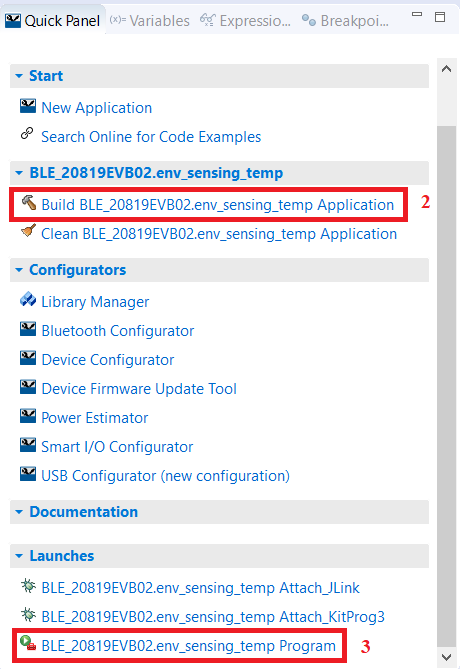 Quick Panel (x)= Variables Expressio... Breakpoi...
Start
New Application
Search Online for Code Examples
BLE_20819EVB02.env_sensing_temp
Build BLE_20819EVB02.env_sensing_temp Application 2
Clean BLE_20819EVB02.env_sensing_temp Application
Configurators
Library Manager
Bluetooth Configurator
Device Configurator
Device Firmware Update Tool
Power Estimator
Smart I/O Configurator
USB Configurator (new configuration)
Documentation
Launches
BLE_20819EVB02.env_sensing_temp Attach_JLink
BLE_20819EVB02.env_sensing_temp Attach_KitProg3
BLE_20819EVB02.env_sensing_temp Program 3